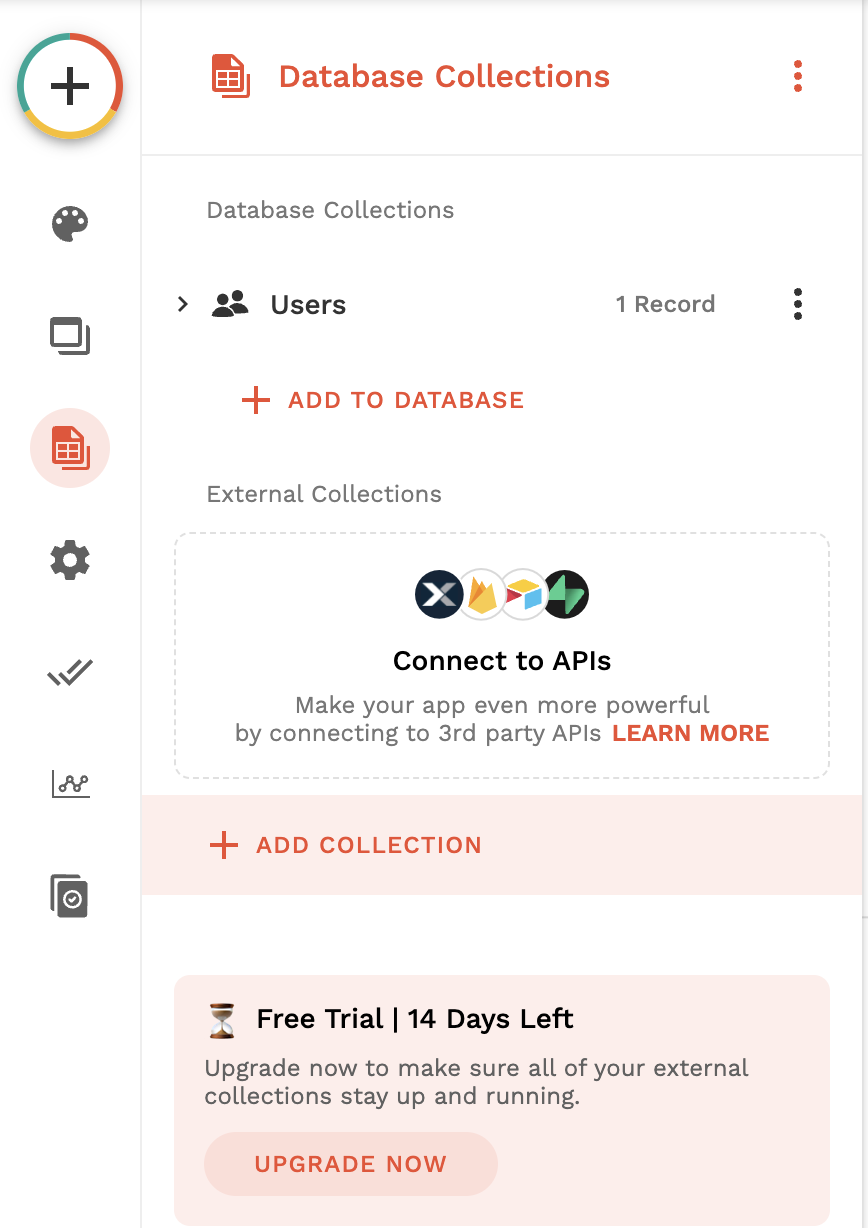 Database Collections
Database Collections
Users 1 Record
ADD TO DATABASE
External Collections
Connect to APIs
Make your app even more powerful
by connecting to 3rd party APIs LEARN MORE
ADD COLLECTION
Free Trial | 14 Days Left
Upgrade now to make sure all of your external
collections stay up and running.
UPGRADE NOW